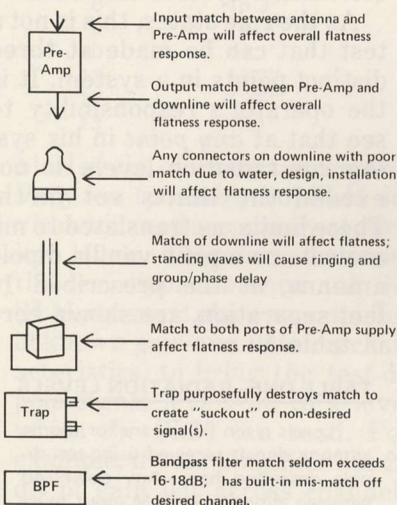 Input match between antenna and
Pre-Amp will affect overall flatness
response.
Pre-
Amp
Output match between Pre-Amp and
downline will affect overall
flatness response.
Any connectors on downline with poor
match due to water, design, installation
will affect flatness response.
Match of downline will affect flatness;
standing waves will cause ringing and
group/phase delay
Match to both ports of Pre-Amp supply
affect flatness response.
Trap
Trap purposefully destroys match to
create "suckout" of non-desired
signal(s).
BPF
Bandpass filter match seldom exceeds
16-18dB; has built-in mis-match off
desired channel.